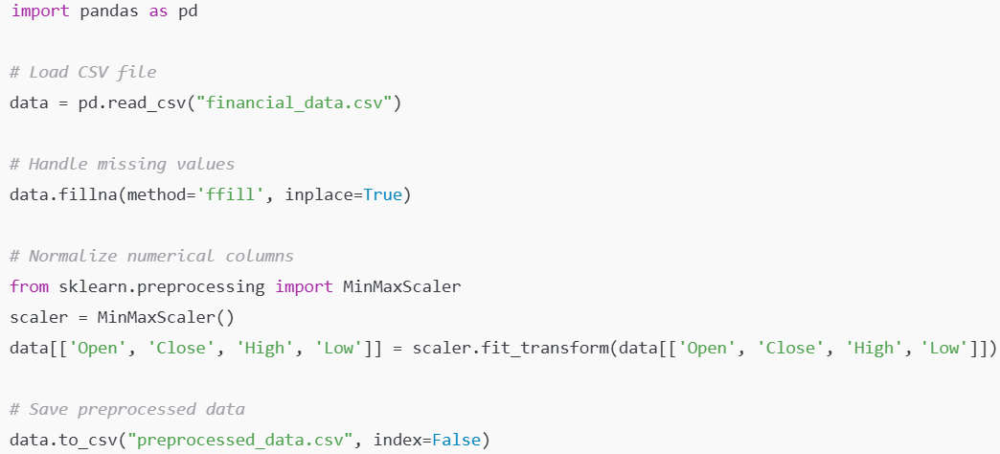 import pandas as pd
# Load CSV file
data = pd.read_csv("financial_data.csv")
# Handle missing values
data.fillna(method='ffill', inplace=True)
# Normalize numerical columns
from sklearn.preprocessing import MinMaxScaler
scaler = MinMaxScaler()
data[['Open', 'Close', 'High', 'Low']] = scaler.fit_transform(data[['Open', 'Close', 'High', 'Low']])
# Save preprocessed data
data.to_csv("preprocessed_data.csv", index=False)